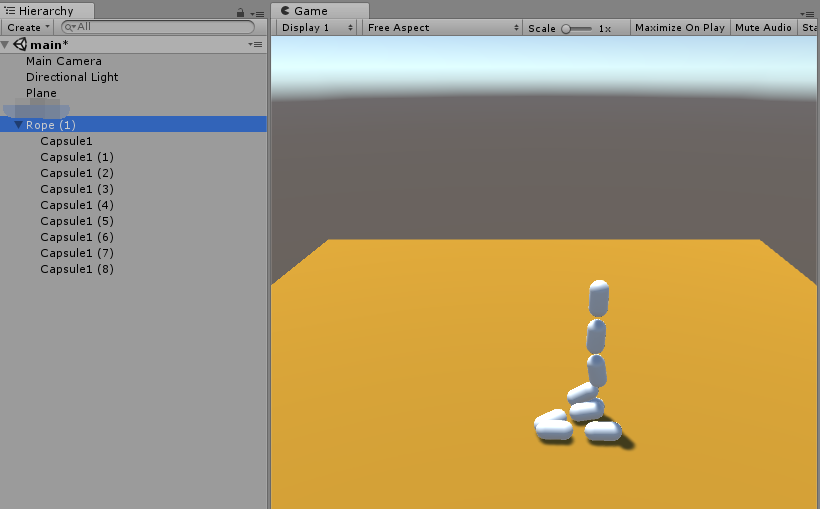 Hierarchy
Create
All
main*
Main Camera
Directional Light
Plane
Rope (1)
Capsule1
Capsule1 (1)
Capsule1 (2)
Capsule1 (3)
Capsule1 (4)
Capsule1 (5)
Capsule1 (6)
Capsule1 (7)
Capsule1 (8)
Game
Display 1 Free Aspect Scale 1x Maximize On Play Mute Audio Sta